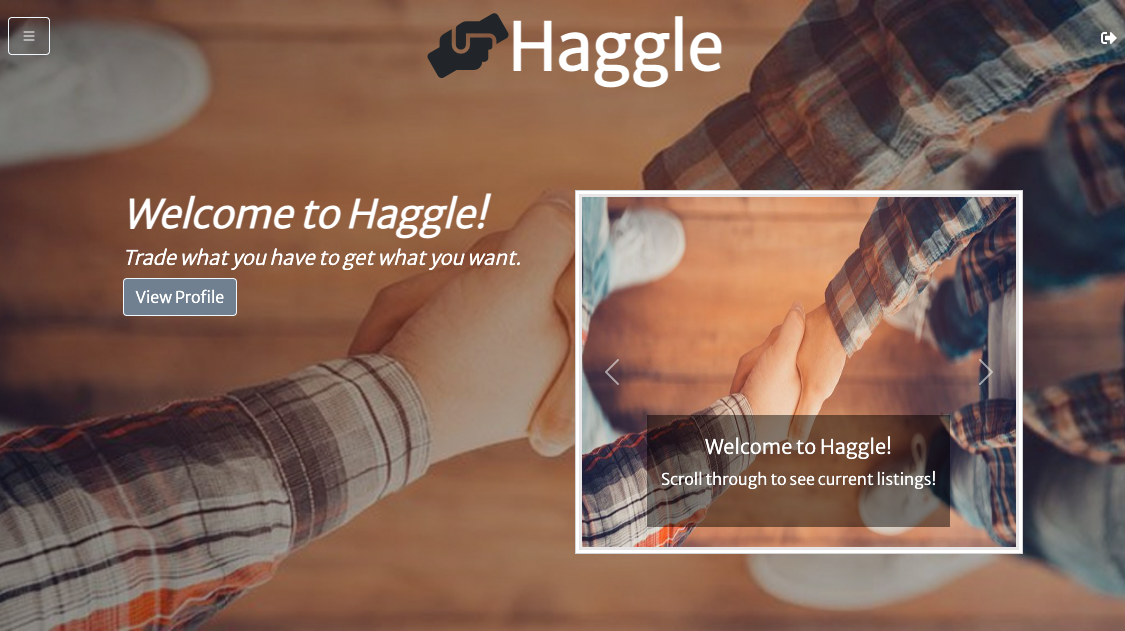 Haggle
Welcome to Haggle!
Trade what you have to get what you want.
View Profile
Welcome to Haggle!
Scroll through to see current listings!